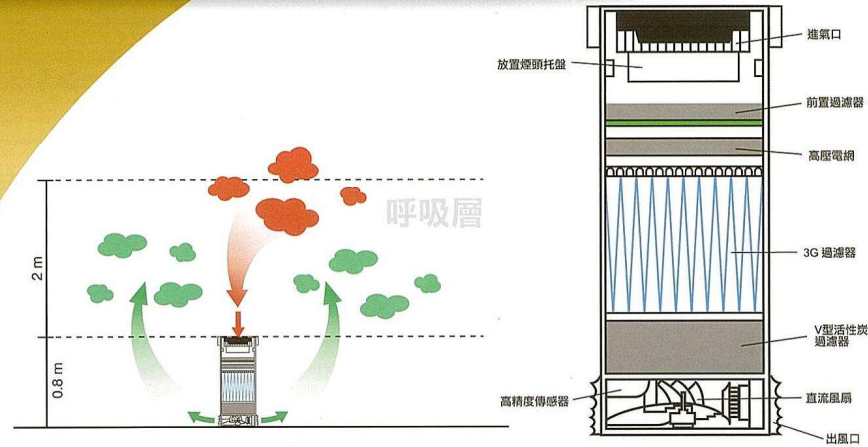 進氣口
放置煙頭托盤
前置過濾器
高壓電網
呼吸層
2 m
3G 過濾器
V型活性炭
過濾器
0.8 m
高精度傳感器
直流風扇
出風口